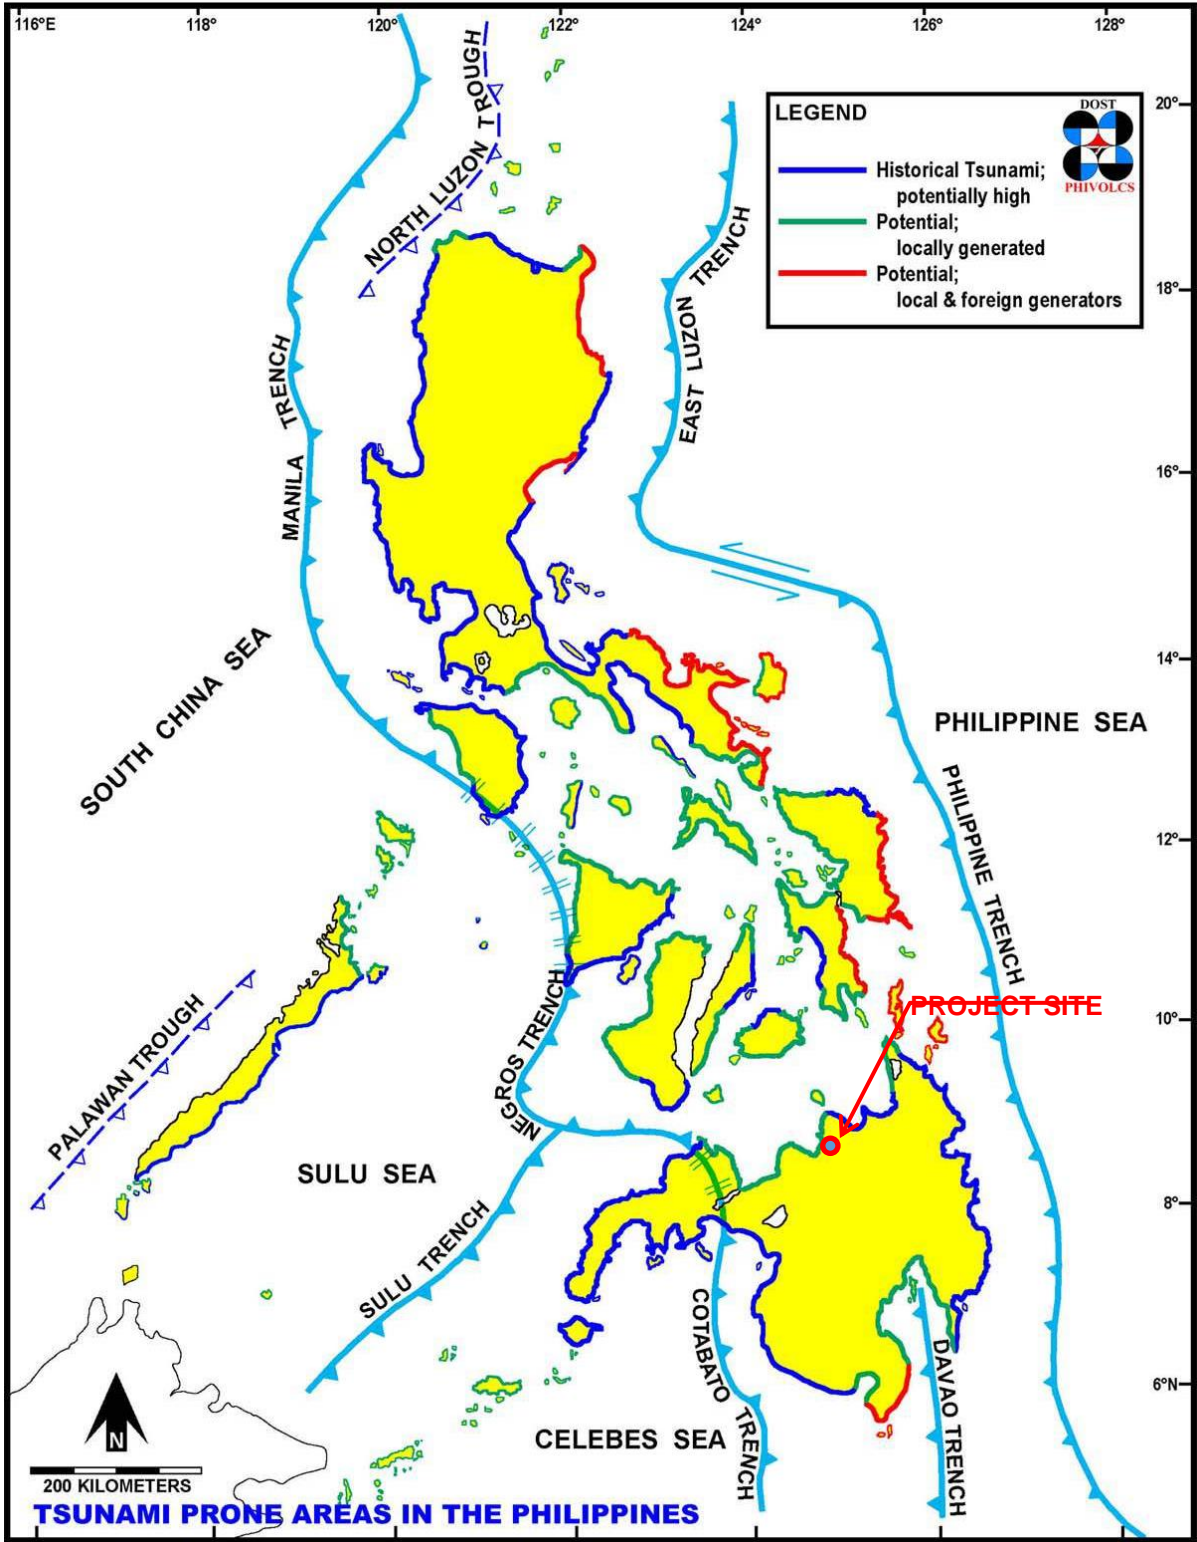 116°E
118°
120°
122°
124°
126°
128°
20°
18°
16°
14°
12°
10°
8°
6°N
LEGEND
DOST
PHIVOLCS
Historical Tsunami;
potentially high
Potential;
locally generated
Potential;
local & foreign generators
NORTH LUZON TROUGH
MANILA TRENCH
EAST LUZON TRENCH
SOUTH CHINA SEA
PHILIPPINE SEA
PHILIPPINE TRENCH
PALAWAN TROUGH
NEGROS TRENCH
PROJECT SITE
SULU SEA
SULU TRENCH
COTABATO TRENCH
DAVAO TRENCH
CELEBES SEA
N
200 KILOMETERS
TSUNAMI PRONE AREAS IN THE PHILIPPINES